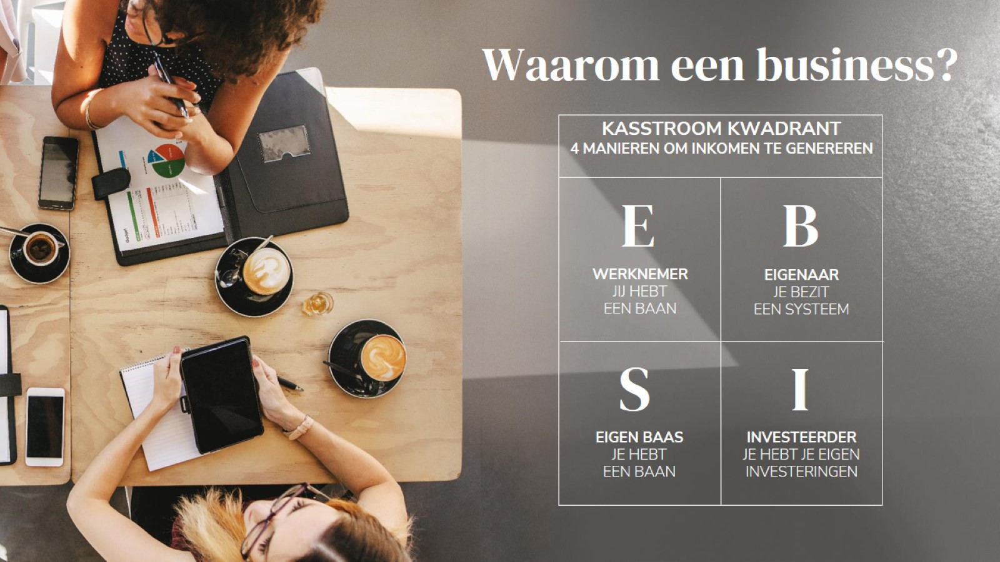 Waarom een business?
KASSTROOM KWADRANT
4 MANIEREN OM INKOMEN TE GENEREREN
E
WERKNEMER
JIJ HEBT
EEN BAAN
B
EIGENAAR
JE BEZIT
EEN SYSTEEM
S
EIGEN BAAS
JE HEBT
EEN BAAN
I
INVESTEERDER
JE HEBT JE EIGEN
INVESTERINGEN
Budget